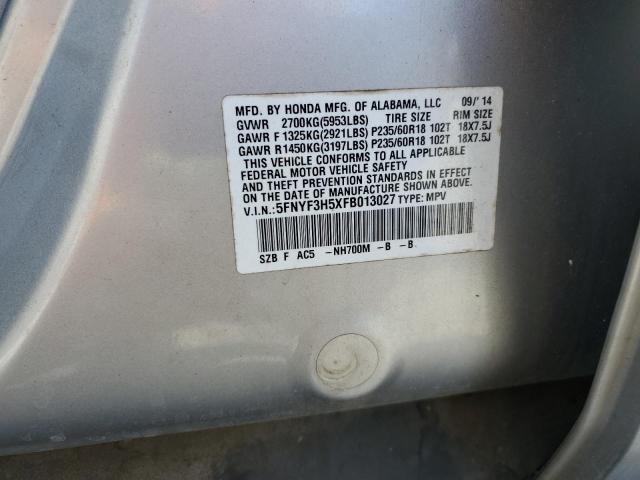 MFD. BY HONDA MFG. OF ALABAMA, LLC 09/'14
GVWR 2700KG(5953LBS) TIRE SIZE RIM SIZE
GAWR F 1325KG(2921LBS) P235/60R18 102T 18X7.5J
GAWR R1450KG(3197LBS) P235/60R18 102T 18X7.5J
THIS VEHICLE CONFORMS TO ALL APPLICABLE
FEDERAL MOTOR VEHICLE SAFETY, BUMPER,
AND THEFT PREVENTION STANDARDS IN EFFECT
ON THE DATE OF MANUFACTURE SHOWN ABOVE.
V.I.N.:5FNYF3H5XFB013027 TYPE: MPV
SZB F AC5 -NH700M -B -B